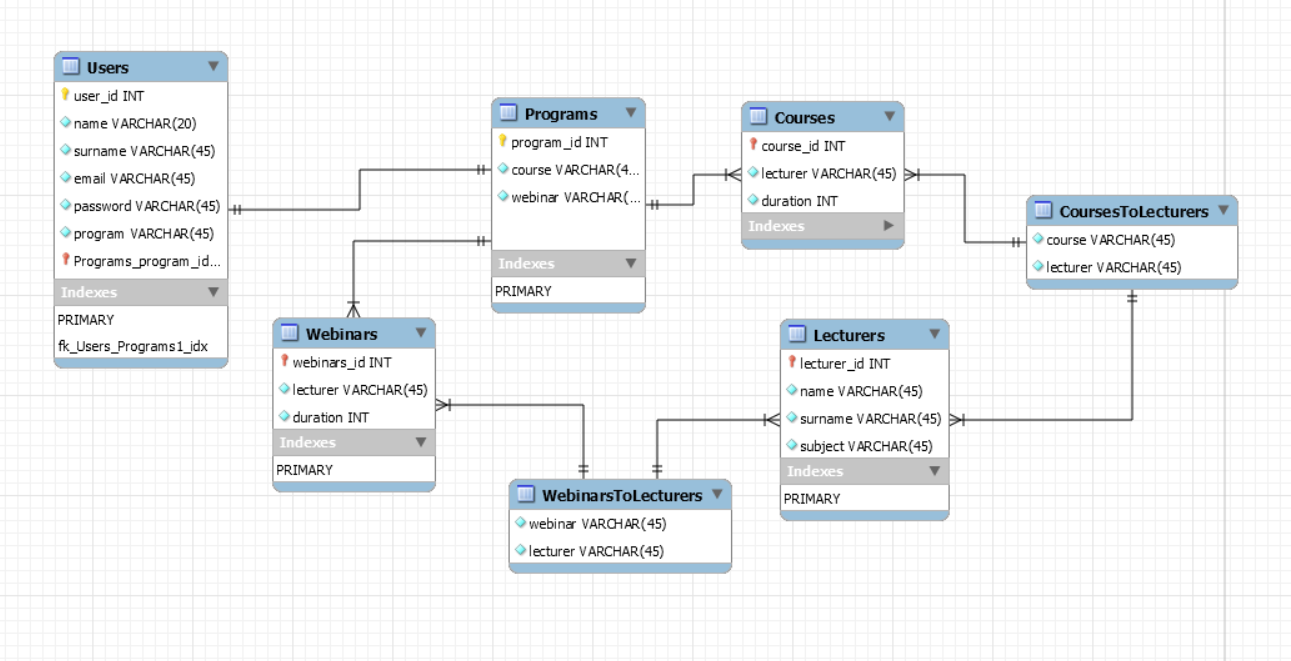 Users
user_id INT
name VARCHAR(20)
surname VARCHAR(45)
email VARCHAR(45)
password VARCHAR(45)
program VARCHAR(45)
Programs_program_id...
Indexes
PRIMARY
fk_Users_Programs1_idx
Programs
program_id INT
course VARCHAR(4...
webinar VARCHAR(...
Indexes
PRIMARY
Courses
course_id INT
lecturer VARCHAR(45)
duration INT
Indexes
CoursesToLecturers
course VARCHAR(45)
lecturer VARCHAR(45)
Webinars
webinars_id INT
lecturer VARCHAR(45)
duration INT
Indexes
PRIMARY
Lecturers
lecturer_id INT
name VARCHAR(45)
surname VARCHAR(45)
subject VARCHAR(45)
Indexes
PRIMARY
WebinarsToLecturers
webinar VARCHAR(45)
lecturer VARCHAR(45)